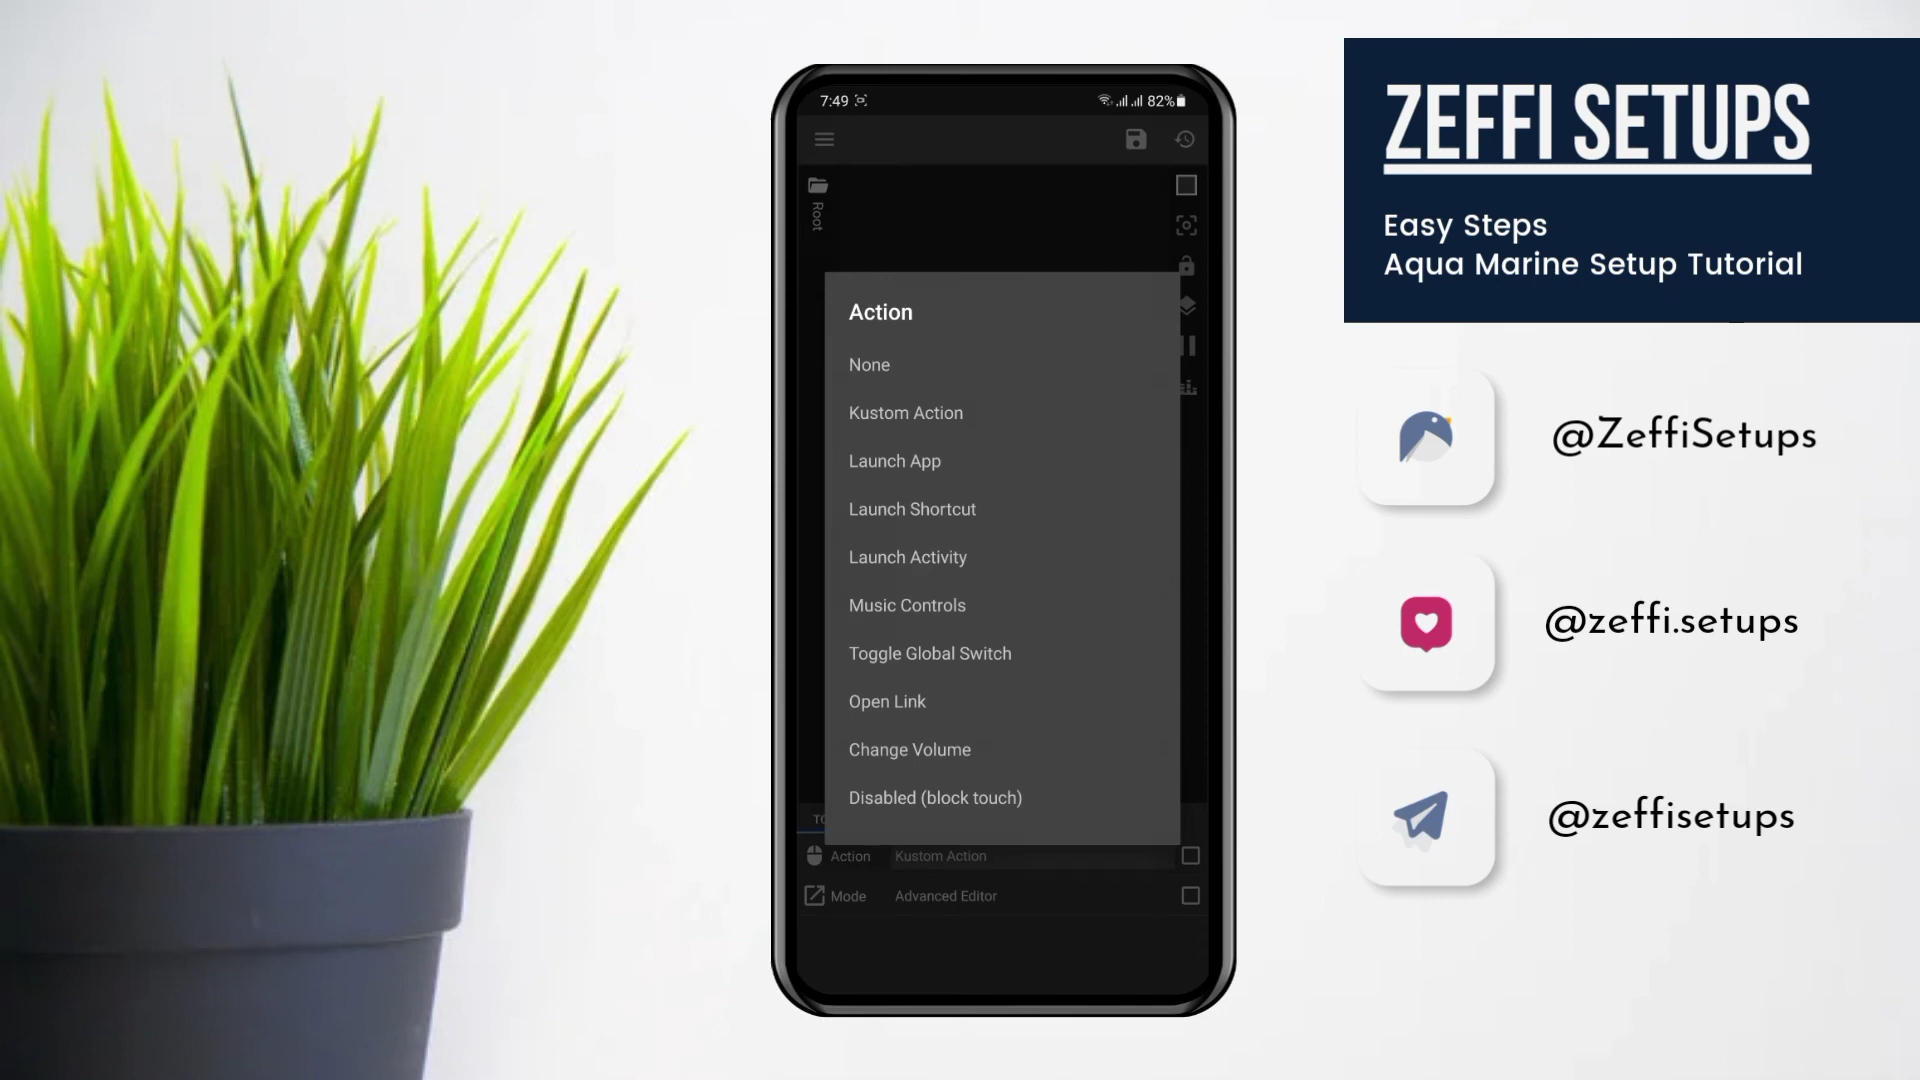 7:49
82%
Root
Action
None
Kustom Action
Launch App
Launch Shortcut
Launch Activity
Music Controls
Toggle Global Switch
Open Link
Change Volume
Disabled (block touch)
Action Kustom Action
Mode Advanced Editor
ZEFFI SETUPS
Easy Steps
Aqua Marine Setup Tutorial
@ZeffiSetups
@zeffi.setups
@zeffisetups